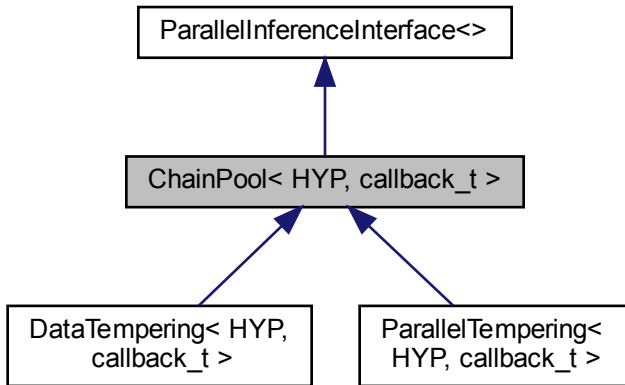 ParallelInferenceInterface<>
ChainPool< HYP, callback_t >
DataTempering< HYP,
callback_t >
ParallelTempering<
HYP, callback_t >